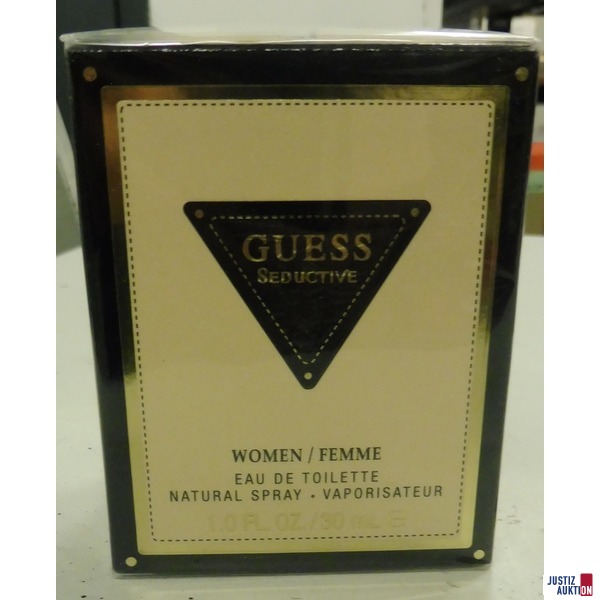 GUESS
SEDUCTIVE
WOMEN / FEMME
EAU DE TOILETTE
NATURAL SPRAY • VAPORISATEUR
1.0 FL. OZ. / 30 mL ℮
JUSTIZ
AUKTION